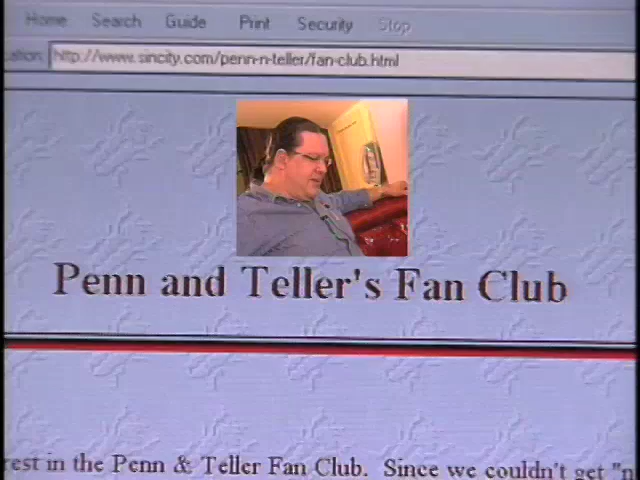 Home Search Guide Print Security Stop
ation: http://www.sincity.com/penn-n-teller/fan-club.html
Penn and Teller's Fan Club
rest in the Penn & Teller Fan Club. Since we couldn't get "n